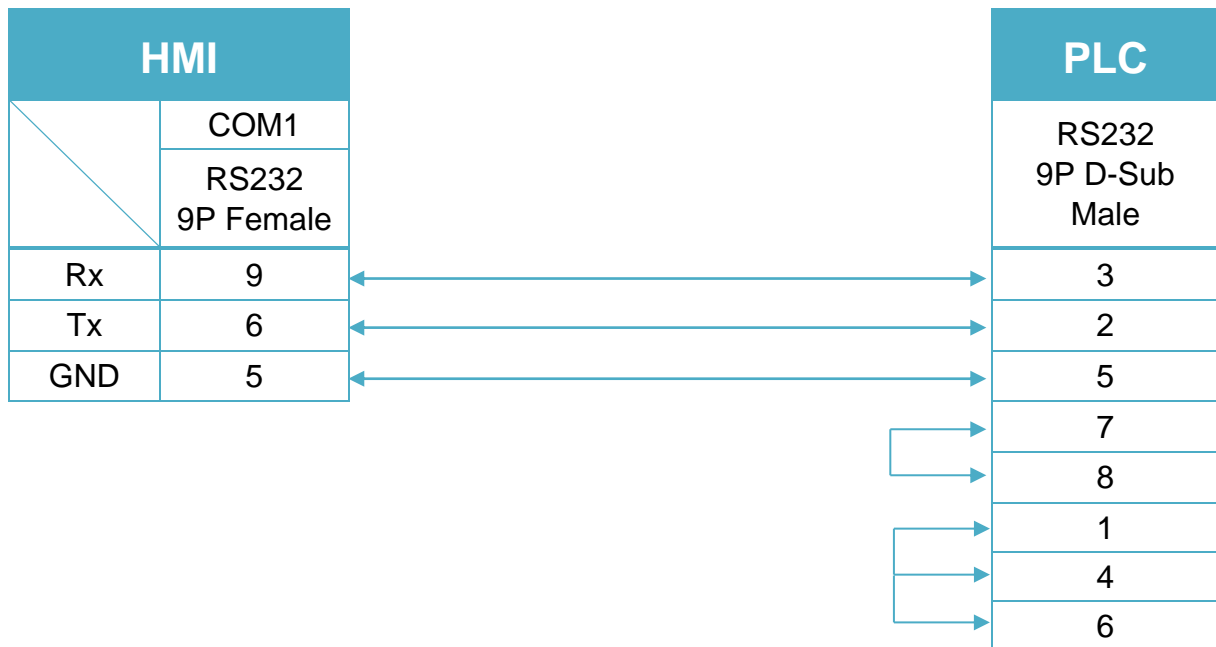 HMI
PLC
COM1
RS232
9P Female
RS232
9P D-Sub
Male
Rx 9 3
Tx 6 2
GND 5 5
7
8
1
4
6